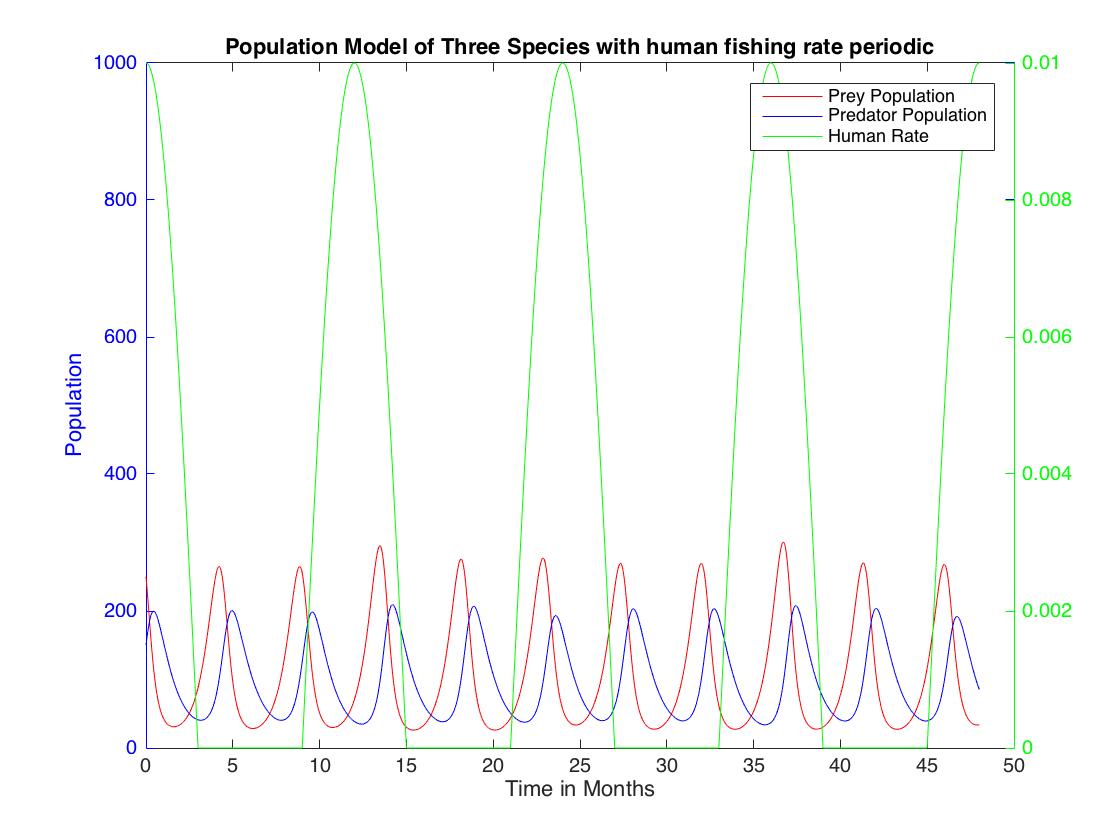 Population Model of Three Species with human fishing rate periodic
1000
800
600
400
200
0
Population
0.01
0.008
0.006
0.004
0.002
0
Prey Population
Predator Population
Human Rate
0 5 10 15 20 25 30 35 40 45 50
Time in Months